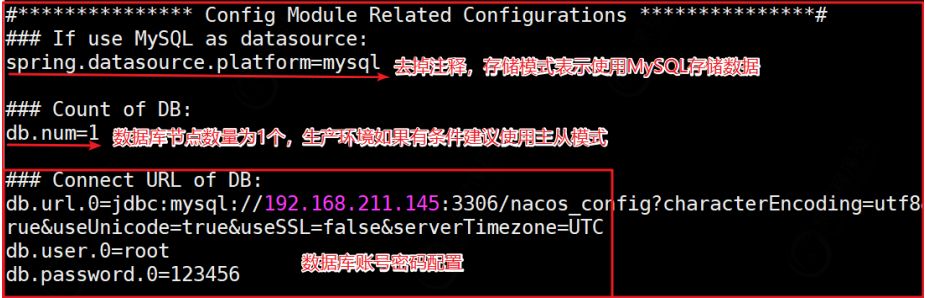 #*************** Config Module Related Configurations ***************#
### If use MySQL as datasource:
spring.datasource.platform=mysql 去掉注释，存储模式表示使用MySQL存储数据
### Count of DB:
db.num=1 数据库节点数量为1个，生产环境如果有条件建议使用主从模式
### Connect URL of DB:
db.url.0=jdbc:mysql://192.168.211.145:3306/nacos_config?characterEncoding=utf8
rue&useUnicode=true&useSSL=false&serverTimezone=UTC
db.user.0=root
数据库账号密码配置
db.password.0=123456